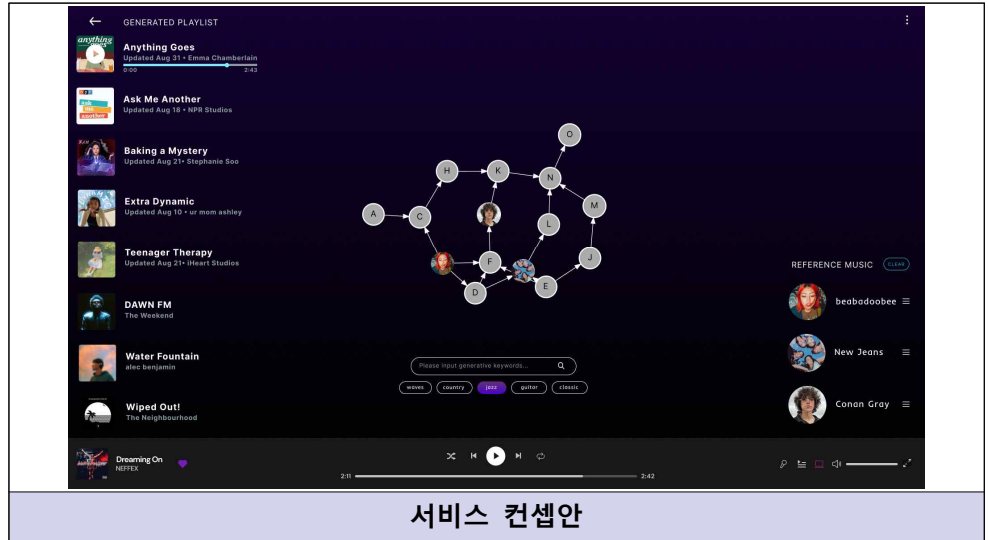 GENERATED PLAYLIST
Anything Goes
Updated Aug 31 • Emma Chamberlain
0:00 2:43
Ask Me Another
Updated Aug 18 • NPR Studios
Baking a Mystery
Updated Aug 21• Stephanie Soo
Extra Dynamic
Updated Aug 10 • ur mom ashley
Teenager Therapy
Updated Aug 21• iHeart Studios
DAWN FM
The Weekend
Water Fountain
alec benjamin
Wiped Out!
The Neighbourhood
O
H
K
N
A
C
M
L
F
J
D
E
Please input generative keywords...
waves country jazz guitar classic
REFERENCE MUSIC CLEAR
beabadoobee
New Jeans
Conan Gray
Dreaming On
NEFFEX
2:11 2:42
서비스 컨셉안